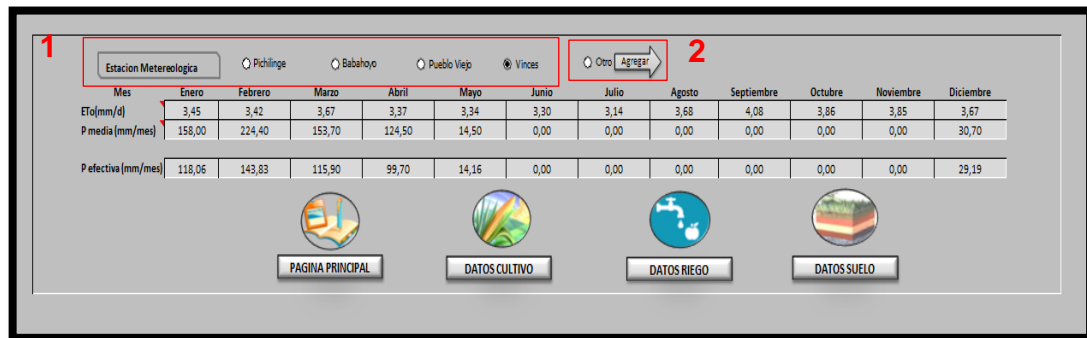 1 Estacion Metereologica Pichilinge Babahoyo Pueblo Viejo Vinces Otro Agregar 2
Mes Enero Febrero Marzo Abril Mayo Junio Julio Agosto Septiembre Octubre Noviembre Diciembre
ETo(mm/d) 3,45 3,42 3,67 3,37 3,34 3,30 3,14 3,68 4,08 3,86 3,85 3,67
P media (mm/mes) 158,00 224,40 153,70 124,50 14,50 0,00 0,00 0,00 0,00 0,00 0,00 30,70
P efectiva (mm/mes) 118,06 143,83 115,90 99,70 14,16 0,00 0,00 0,00 0,00 0,00 0,00 29,19
PAGINA PRINCIPAL DATOS CULTIVO DATOS RIEGO DATOS SUELO